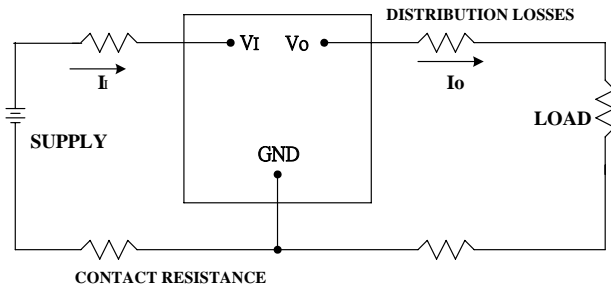 DISTRIBUTION LOSSES
VI
VO
II
IO
SUPPLY
LOAD
GND
CONTACT RESISTANCE